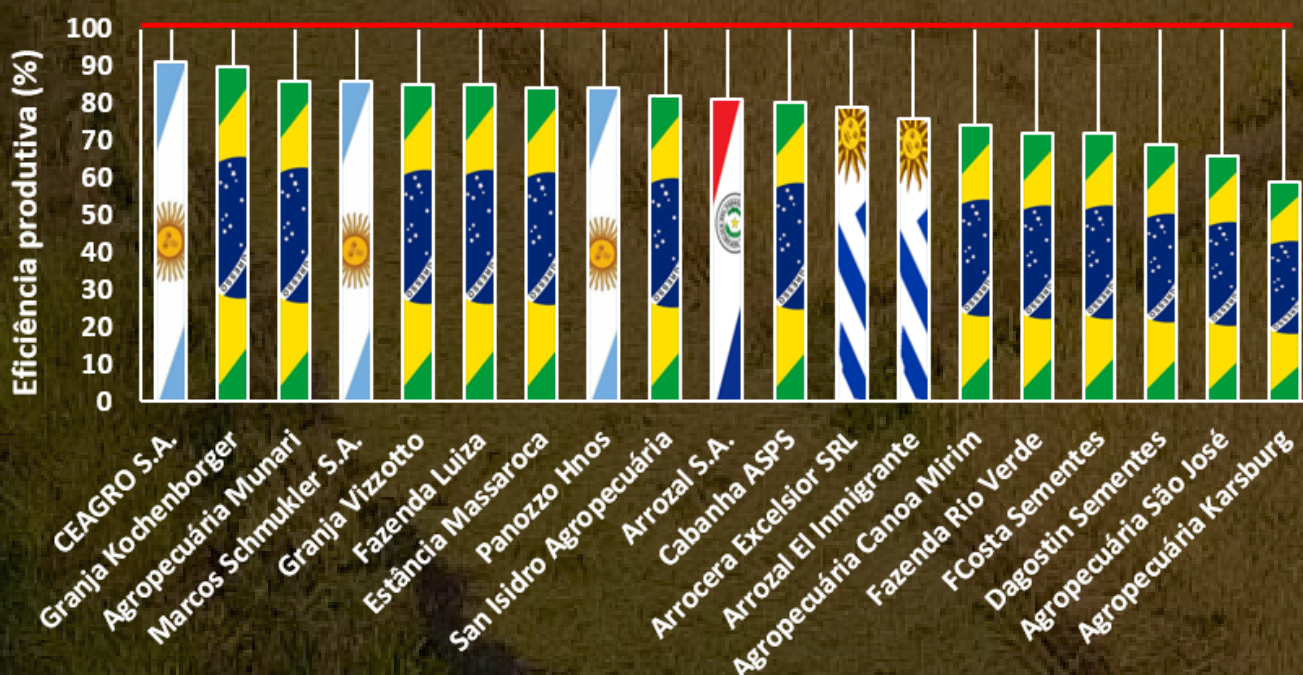 Eficiência produtiva (%)
100
90
80
70
60
50
40
30
20
10
0
CEAGRO S.A.
Granja Kochenborger
Agropecuária Munari
Marcos Schmukler S.A.
Granja Vizzotto
Fazenda Luiza
Estância Massaroca
Panozzo Hnos
San Isidro Agropecuária
Arrozal S.A.
Cabanha ASPS
Arrocera Excelsior SRL
Arrozal El Inmigrante
Agropecuária Canoa Mirim
Fazenda Rio Verde
FCosta Sementes
Dagostin Sementes
Agropecuária São José
Agropecuária Karsburg